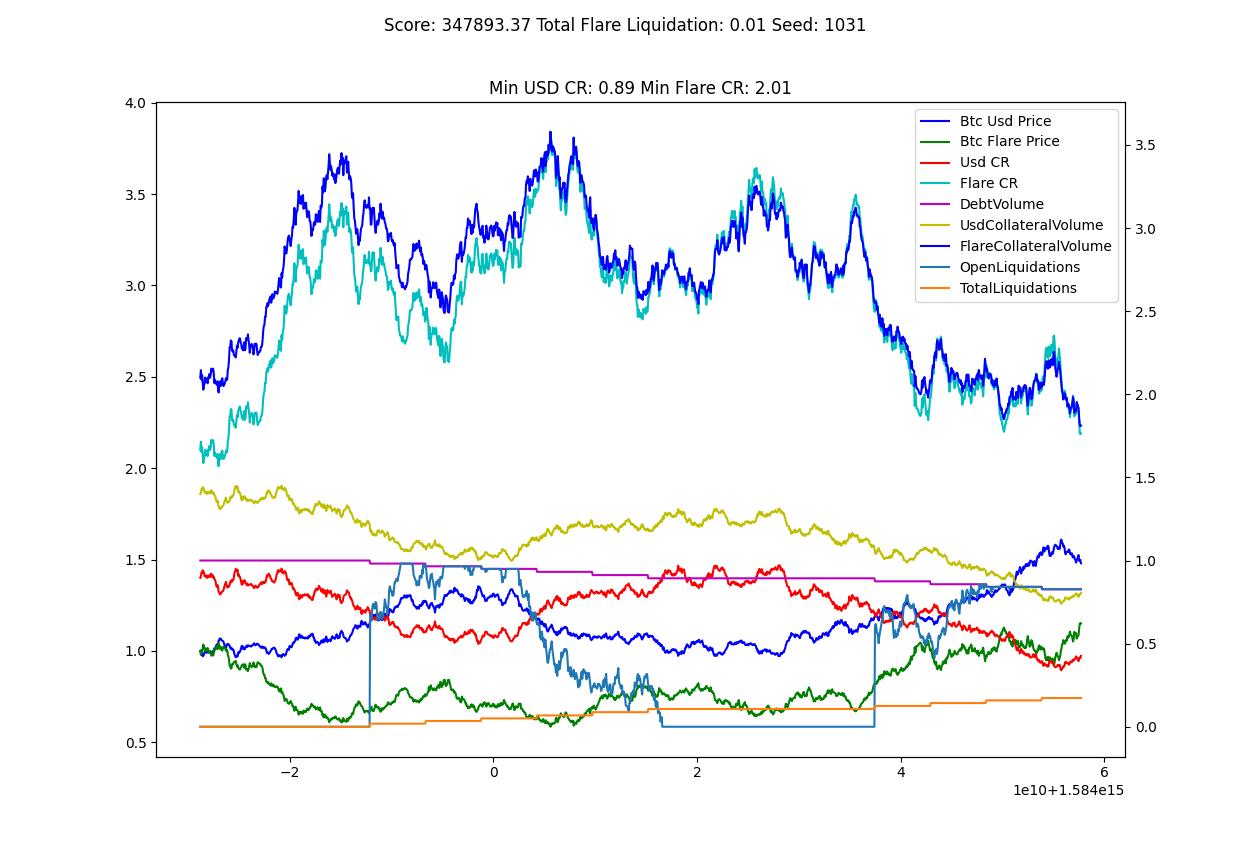 Score: 347893.37 Total Flare Liquidation: 0.01 Seed: 1031
Min USD CR: 0.89 Min Flare CR: 2.01
4.0
3.5
3.0
2.5
2.0
1.5
1.0
0.5
Btc Usd Price
Btc Flare Price
Usd CR
Flare CR
DebtVolume
UsdCollateralVolume
FlareCollateralVolume
OpenLiquidations
TotalLiquidations
3.5
3.0
2.5
2.0
1.5
1.0
0.5
0.0
−2 0 2 4 6
1e10+1.584e15